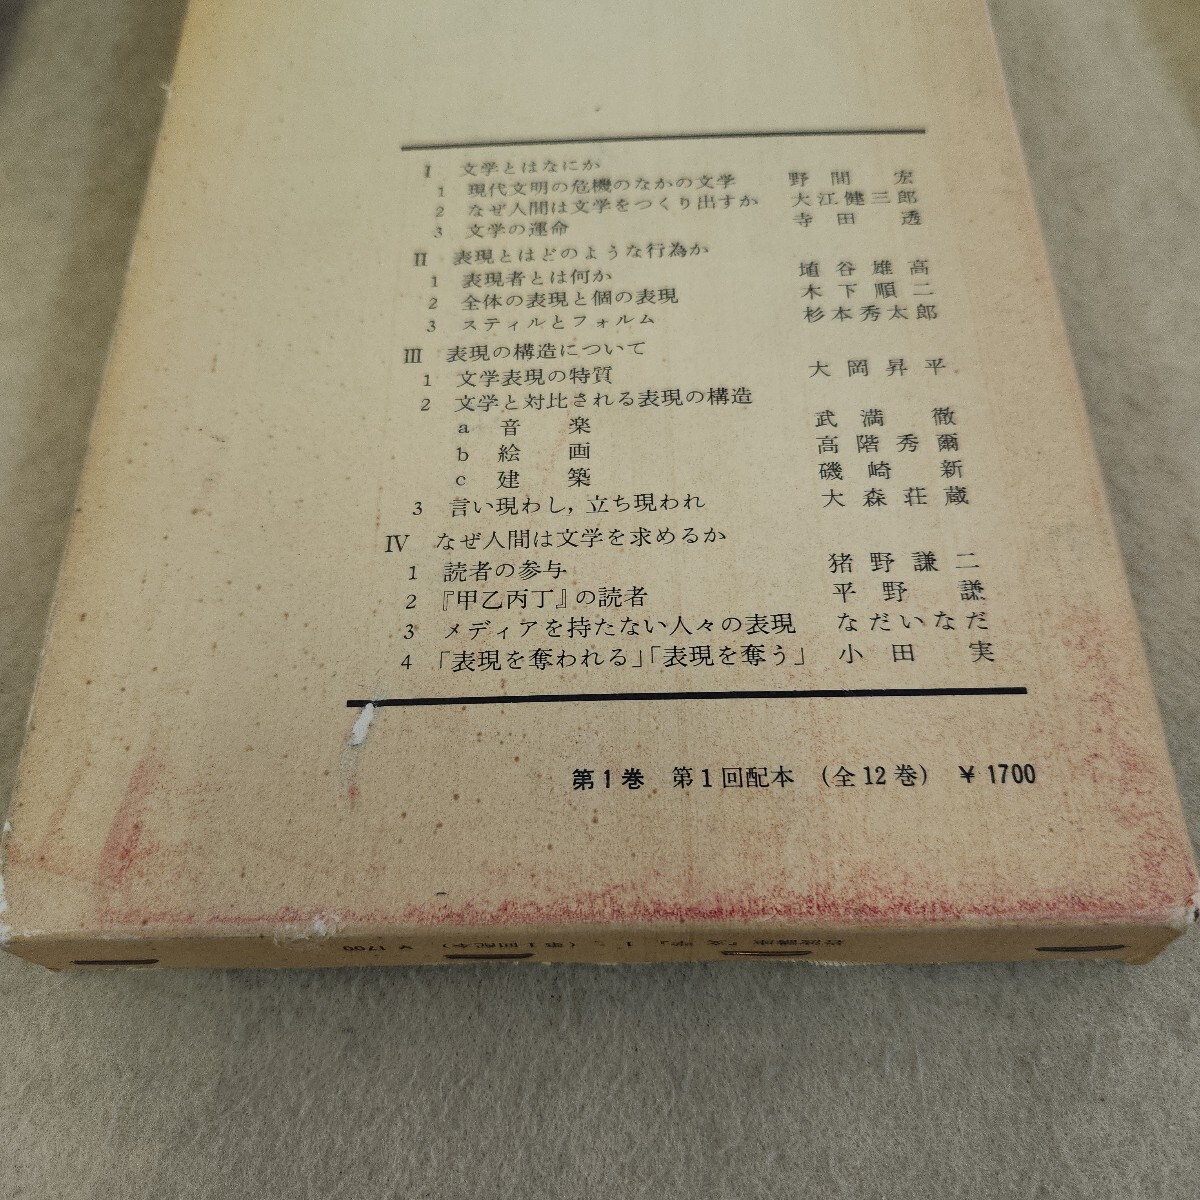 I 文学とはなにか
1 現代文明の危機のなかの文学 野間宏
2 なぜ人間は文学をつくり出すか 大江健三郎
3 文学の運命 寺田透
II 表現とはどのような行為か
1 表現者とは何か 埴谷雄高
2 全体の表現と個の表現 木下順二
3 スティルとフォルム 杉本秀太郎
III 表現の構造について
1 文学表現の特質 大岡昇平
2 文学と対比される表現の構造
a 音楽 武満徹
b 絵画 高階秀爾
c 建築 磯崎新
3 言い現わし,立ち現われ 大森荘蔵
IV なぜ人間は文学を求めるか
1 読者の参与 猪野謙二
2 『甲乙丙丁』の読者 平野謙
3 メディアを持たない人々の表現 なだいなだ
4 「表現を奪われる」「表現を奪う」 小田実
第1巻 第1回配本 (全12巻) ¥1700
岩波講座 文学 1 (第1回配本) ¥1700